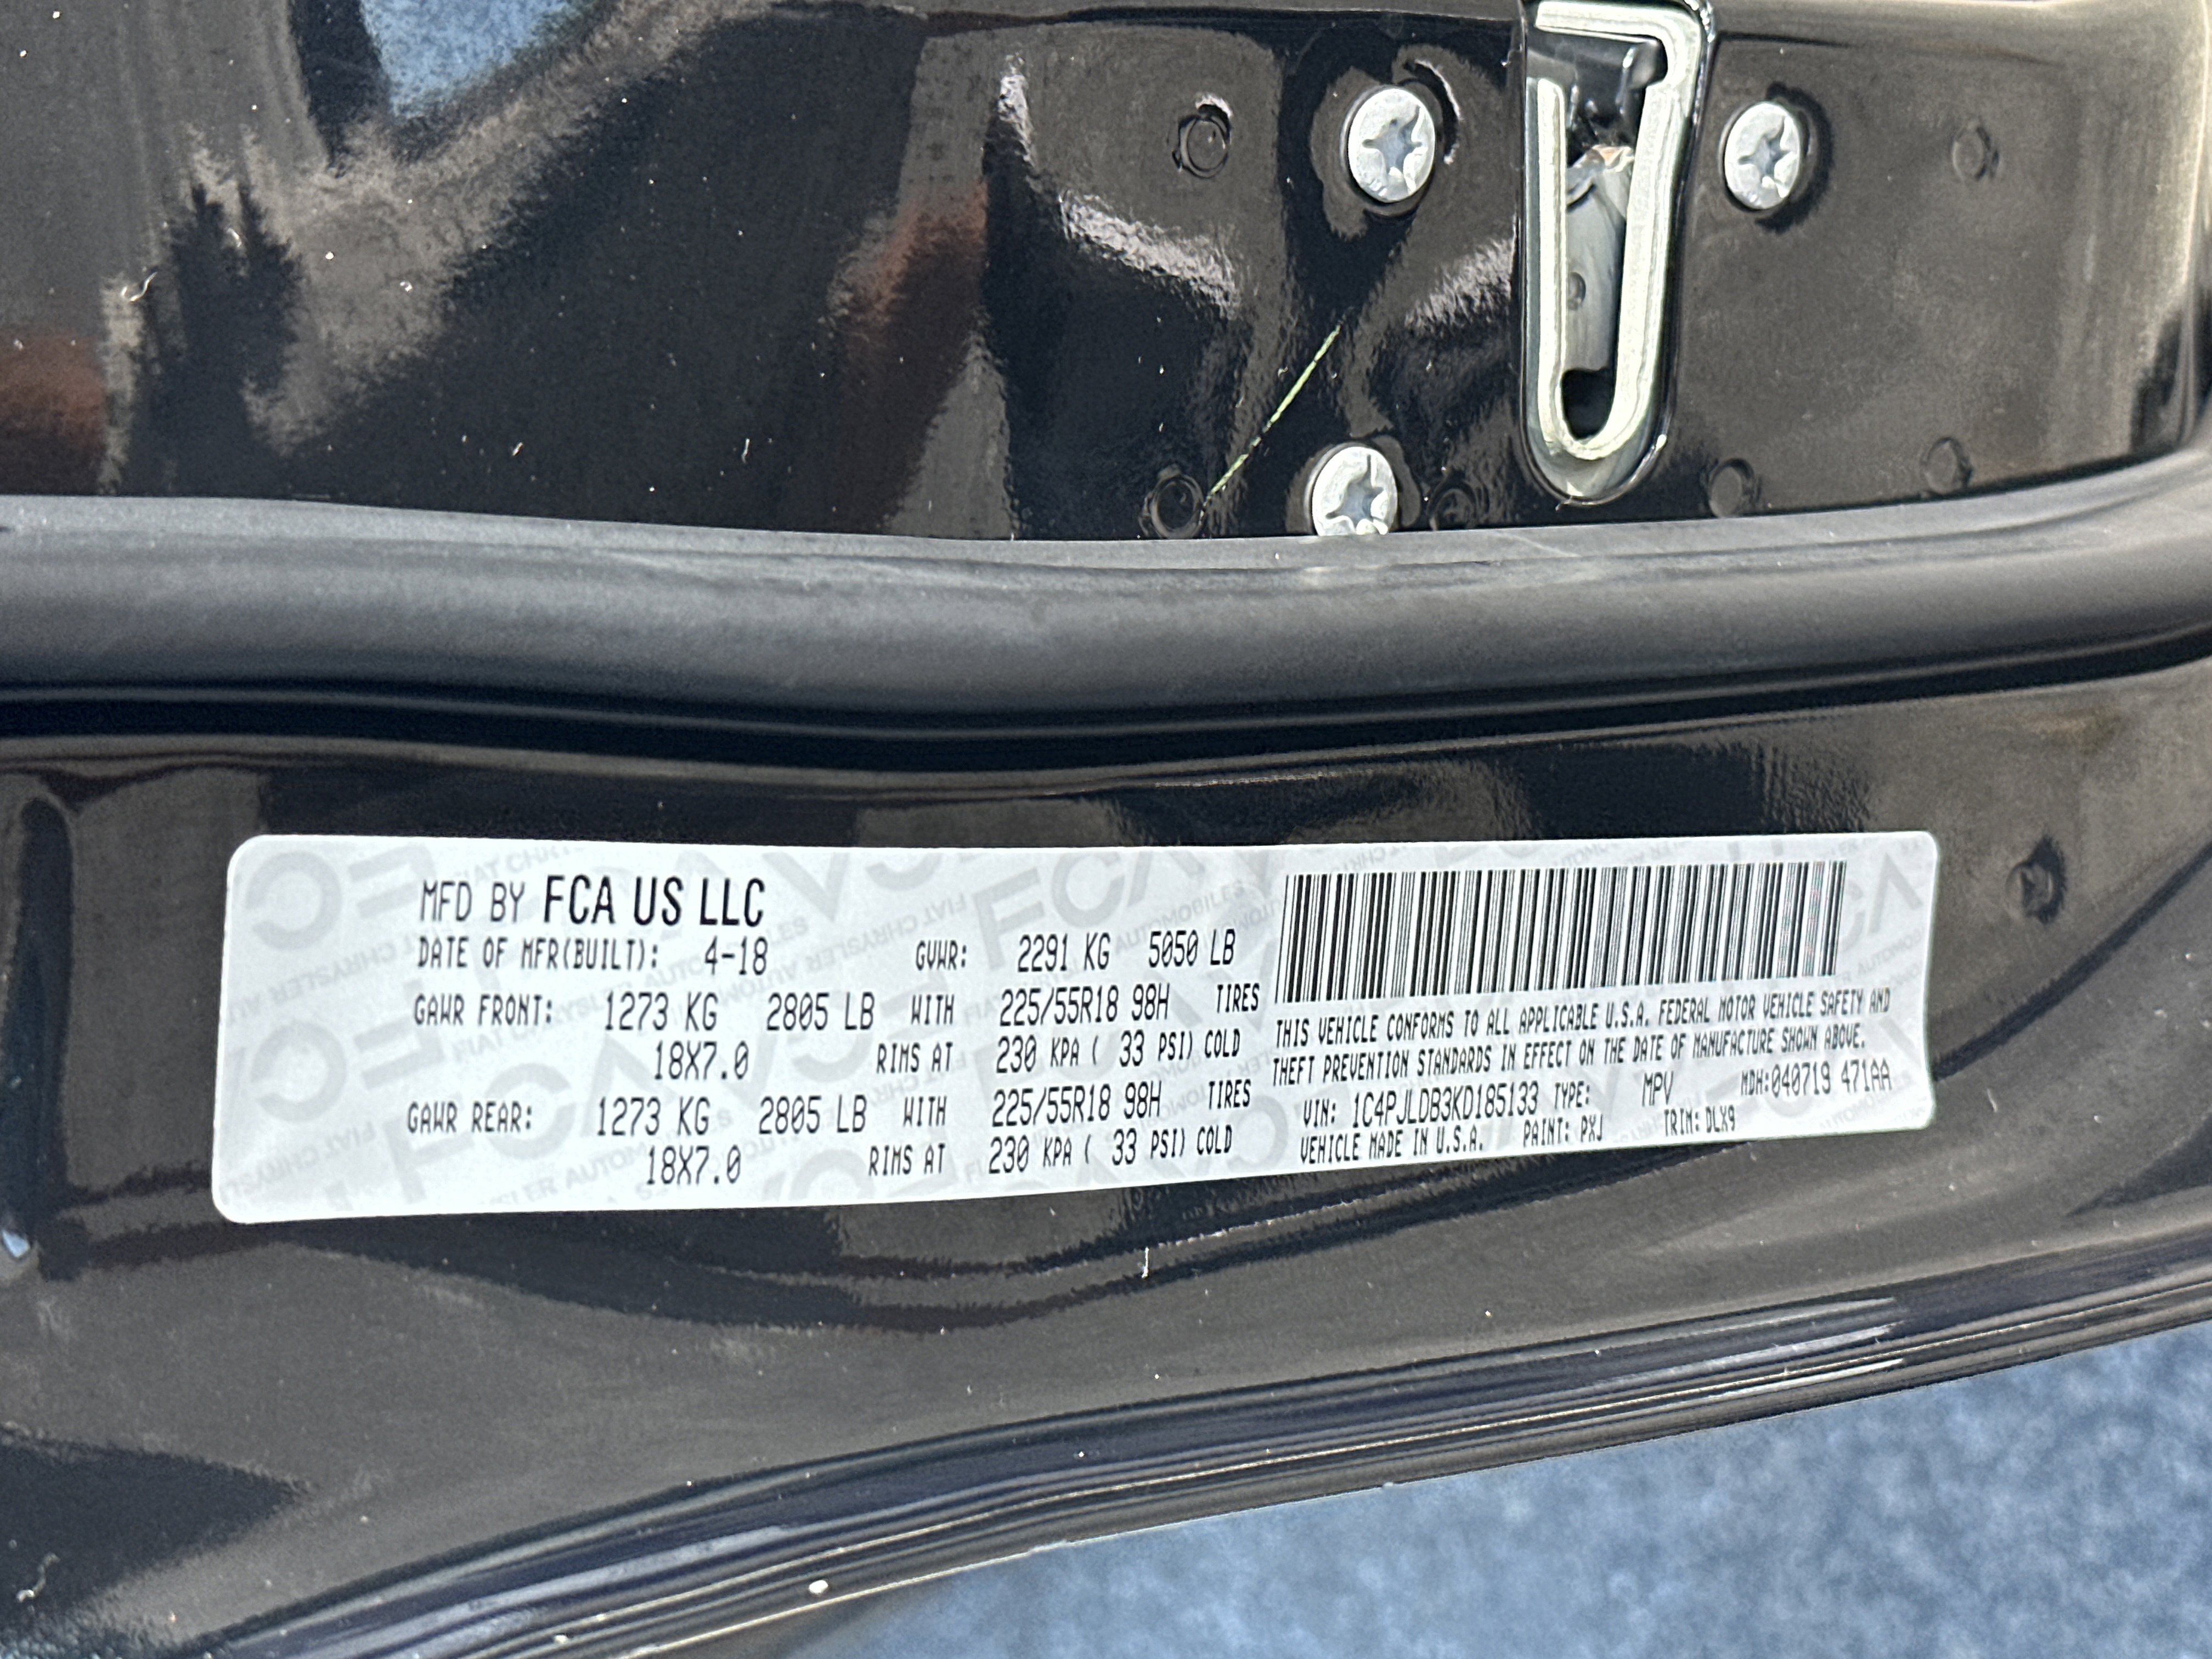 MFD BY FCA US LLC
DATE OF MFR(BUILT): 4-18 GVWR: 2291 KG 5050 LB
GAWR FRONT: 1273 KG 2805 LB WITH 225/55R18 98H TIRES
18X7.0 RIMS AT 230 KPA ( 33 PSI) COLD
GAWR REAR: 1273 KG 2805 LB WITH 225/55R18 98H TIRES
18X7.0 RIMS AT 230 KPA ( 33 PSI) COLD
THIS VEHICLE CONFORMS TO ALL APPLICABLE U.S.A. FEDERAL MOTOR VEHICLE SAFETY AND
THEFT PREVENTION STANDARDS IN EFFECT ON THE DATE OF MANUFACTURE SHOWN ABOVE.
VIN: 1C4PJLDB3KD185133 TYPE: MPV MDH:040719 471AA
VEHICLE MADE IN U.S.A. PAINT: PXJ TRIM: DLX9